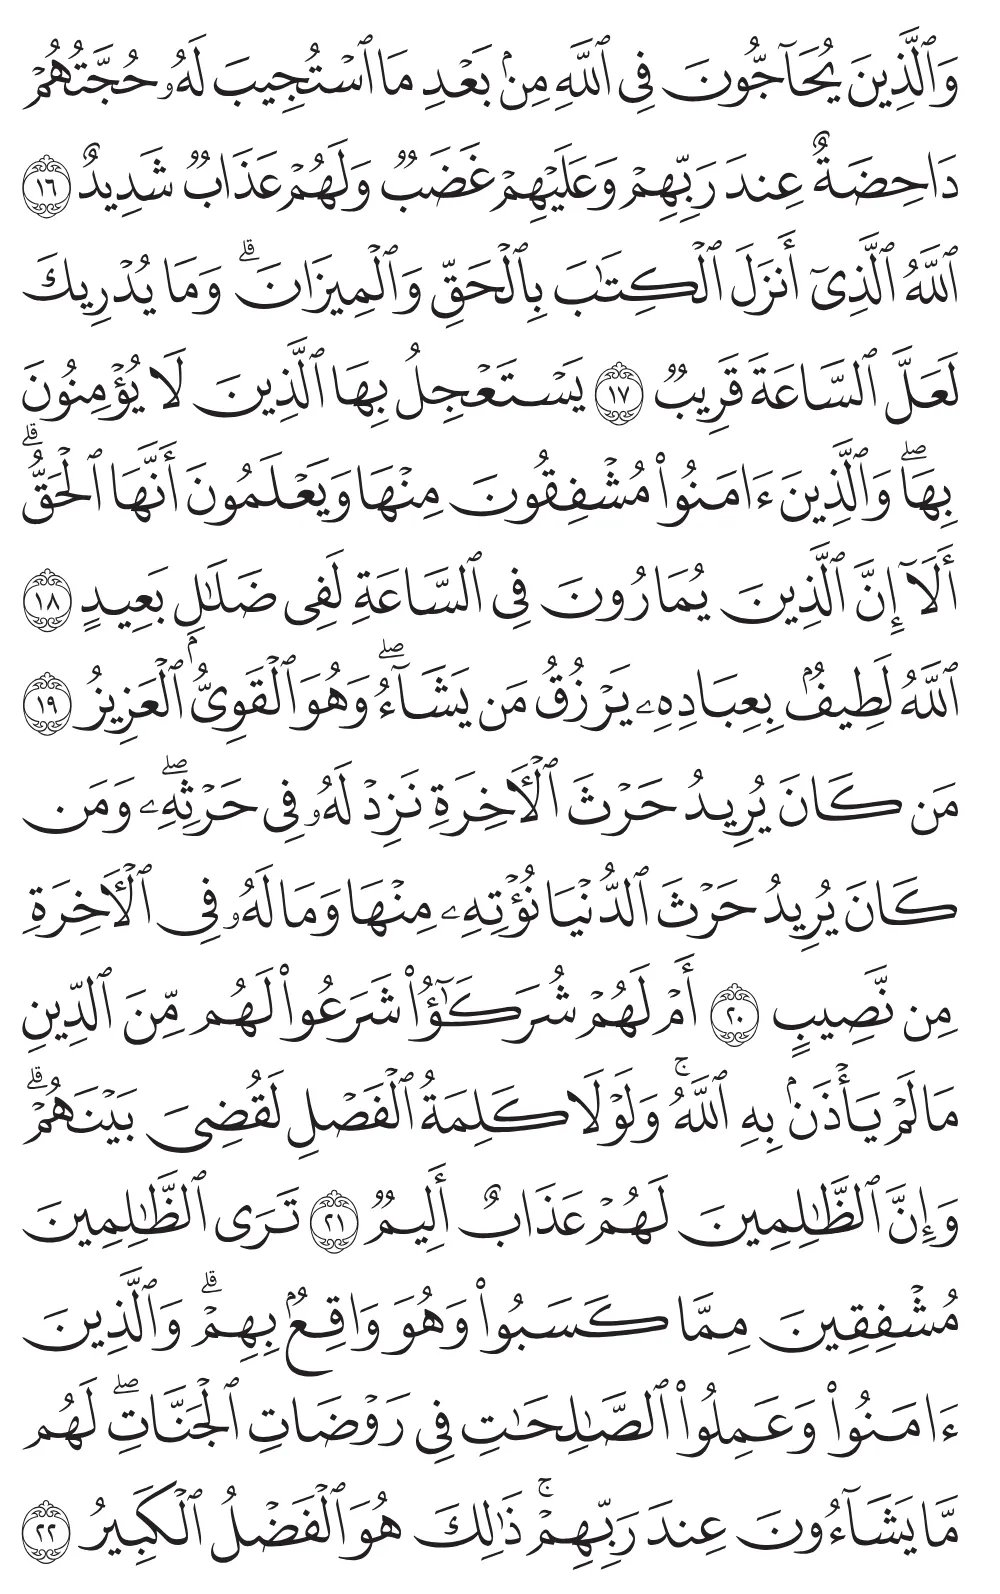 وَٱلَّذِينَ يُحَآجُّونَ فِى ٱللَّهِ مِنۢ بَعْدِ مَا ٱسْتُجِيبَ لَهُۥ حُجَّتُهُمْ
دَاحِضَةٌ عِندَ رَبِّهِمْ وَعَلَيْهِمْ غَضَبٌ وَلَهُمْ عَذَابٌ شَدِيدٌ ١٦
ٱللَّهُ ٱلَّذِىٓ أَنزَلَ ٱلْكِتَٰبَ بِٱلْحَقِّ وَٱلْمِيزَانَ ۗ وَمَا يُدْرِيكَ
لَعَلَّ ٱلسَّاعَةَ قَرِيبٌ ١٧ يَسْتَعْجِلُ بِهَا ٱلَّذِينَ لَا يُؤْمِنُونَ
بِهَا ۖ وَٱلَّذِينَ ءَامَنُوا۟ مُشْفِقُونَ مِنْهَا وَيَعْلَمُونَ أَنَّهَا ٱلْحَقُّ ۗ
أَلَآ إِنَّ ٱلَّذِينَ يُمَارُونَ فِى ٱلسَّاعَةِ لَفِى ضَلَٰلٍۭ بَعِيدٍ ١٨
ٱللَّهُ لَطِيفٌۢ بِعِبَادِهِۦ يَرْزُقُ مَن يَشَآءُ ۖ وَهُوَ ٱلْقَوِىُّ ٱلْعَزِيزُ ١٩
مَن كَانَ يُرِيدُ حَرْثَ ٱلْـَٔاخِرَةِ نَزِدْ لَهُۥ فِى حَرْثِهِۦ ۖ وَمَن
كَانَ يُرِيدُ حَرْثَ ٱلدُّنْيَا نُؤْتِهِۦ مِنْهَا وَمَا لَهُۥ فِى ٱلْـَٔاخِرَةِ
مِن نَّصِيبٍ ٢٠ أَمْ لَهُمْ شُرَكَٰٓؤُا۟ شَرَعُوا۟ لَهُم مِّنَ ٱلدِّينِ
مَا لَمْ يَأْذَنۢ بِهِ ٱللَّهُ ۚ وَلَوْلَا كَلِمَةُ ٱلْفَصْلِ لَقُضِىَ بَيْنَهُمْ ۗ
وَإِنَّ ٱلظَّٰلِمِينَ لَهُمْ عَذَابٌ أَلِيمٌ ٢١ تَرَى ٱلظَّٰلِمِينَ
مُشْفِقِينَ مِمَّا كَسَبُوا۟ وَهُوَ وَاقِعٌۢ بِهِمْ ۗ وَٱلَّذِينَ
ءَامَنُوا۟ وَعَمِلُوا۟ ٱلصَّٰلِحَٰتِ فِى رَوْضَاتِ ٱلْجَنَّاتِ ۖ لَهُم
مَّا يَشَآءُونَ عِندَ رَبِّهِمْ ۚ ذَٰلِكَ هُوَ ٱلْفَضْلُ ٱلْكَبِيرُ ٢٢